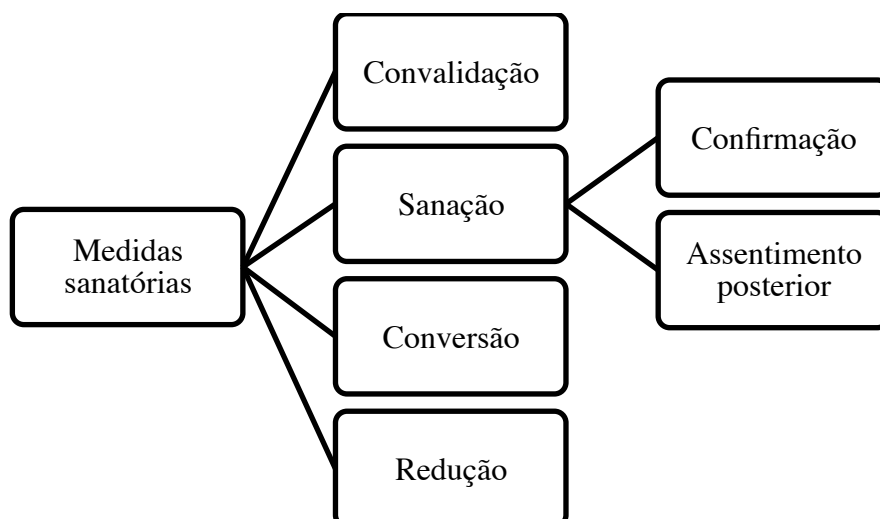 Medidas
sanatórias
Convalidação
Sanação
Conversão
Redução
Confirmação
Assentimento
posterior